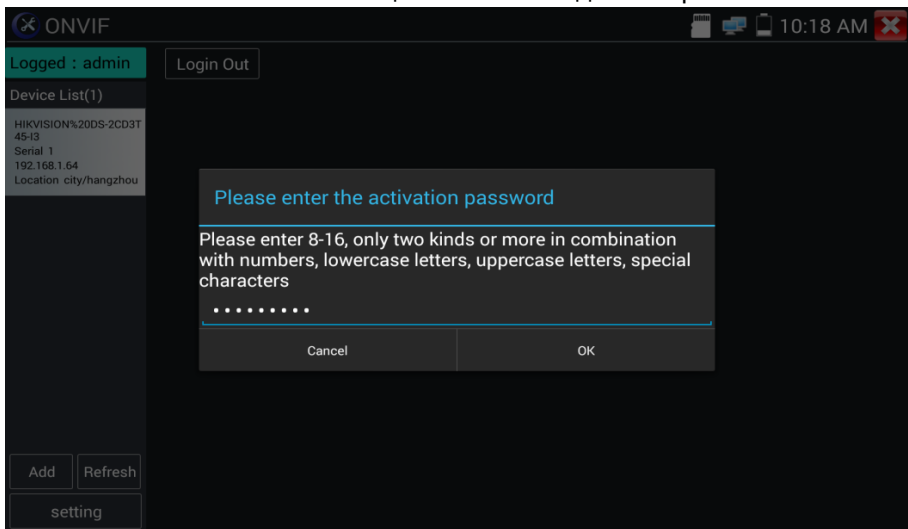 ONVIF
10:18 AM
Logged : admin
Login Out
Device List(1)
HIKVISION%20DS-2CD3T
45-I3
Serial 1
192.168.1.64
Location city/hangzhou
Please enter the activation password
Please enter 8-16, only two kinds or more in combination
with numbers, lowercase letters, uppercase letters, special
characters
Cancel
OK
Add
Refresh
setting